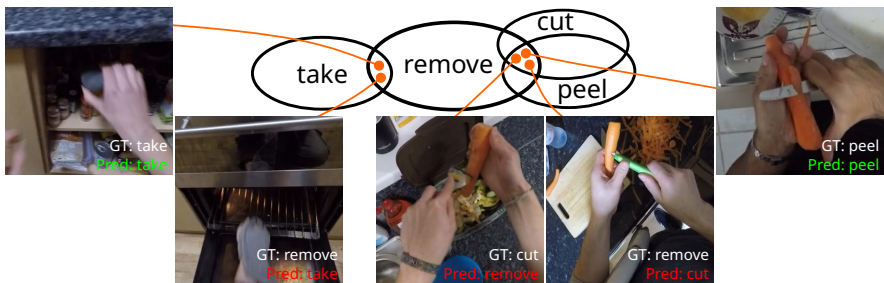 cut
take
remove
peel
GT: take
Pred: take
GT: remove
Pred: take
GT: cut
Pred: remove
GT: remove
Pred: cut
GT: peel
Pred: peel